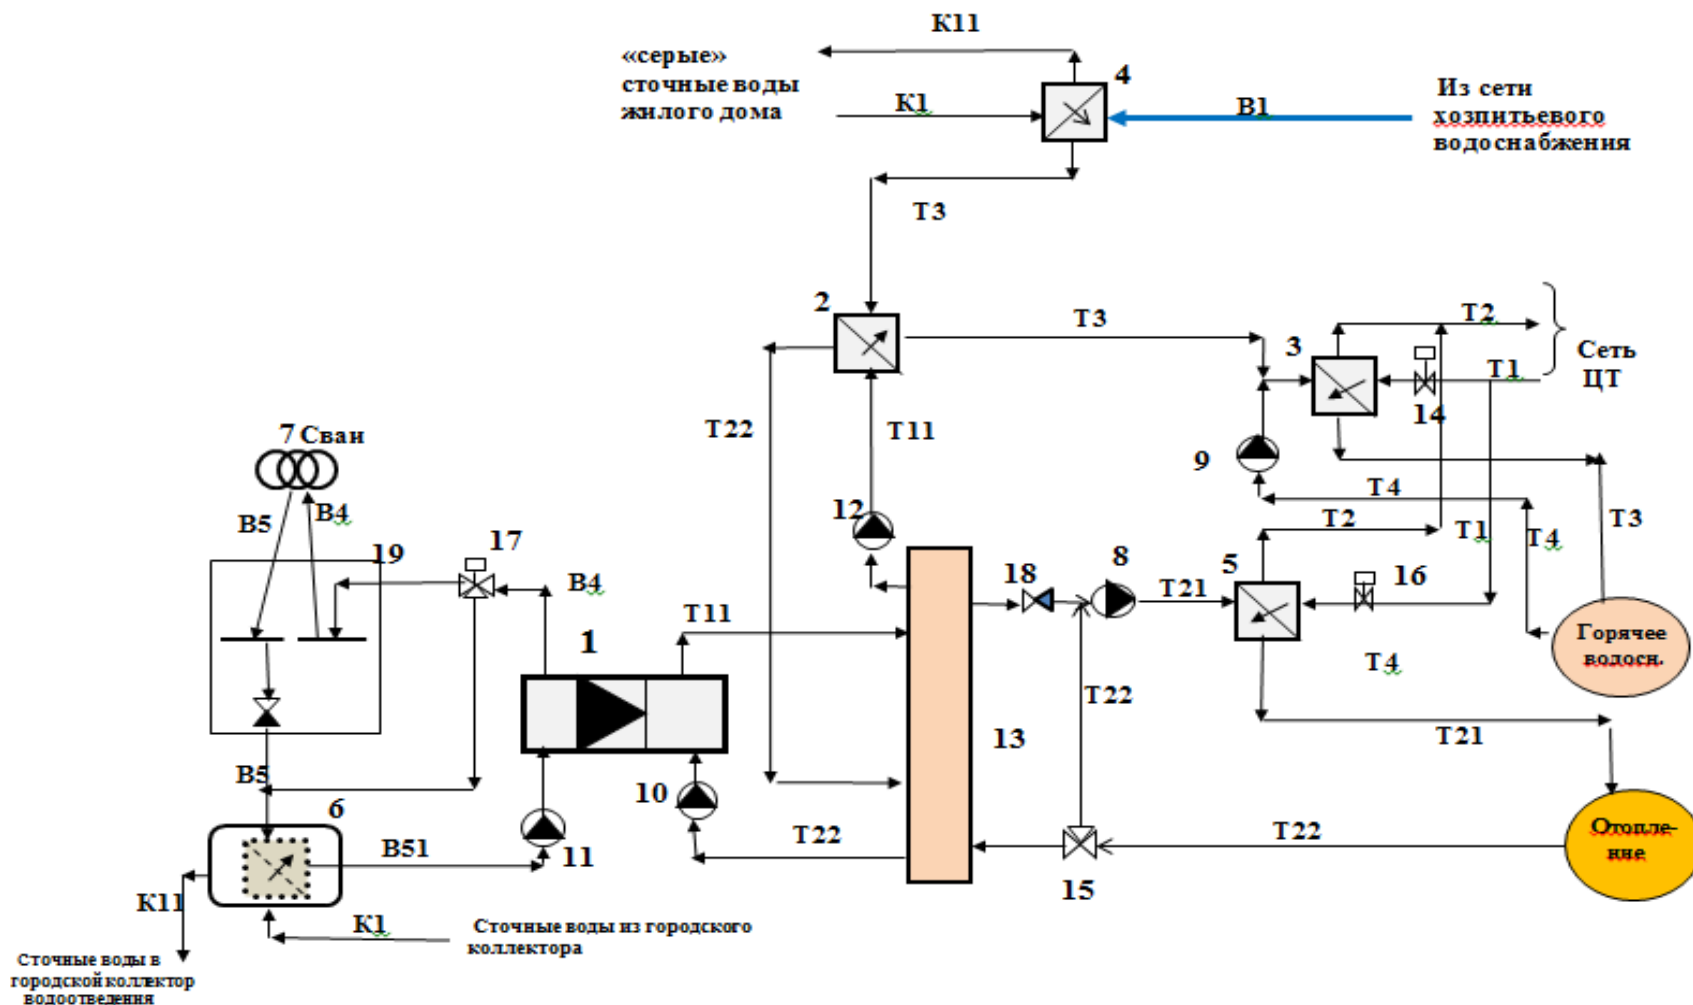 К11
«серые»
сточные воды
жилого дома
4
К1
В1
Из сети
хозпитьевого
водоснабжения
Т3
2
Т3
Т2
3
Сеть
ЦТ
Т1
14
Т22
Т11
7 Сван
9
В5
В4
12
Т4
Т2
Т1
Т4
Т3
19
17
8
5
16
18
В4
Т21
Т11
1
Горячее
водосн.
Т4
Т22
13
Т21
В5
6
10
Т22
Т22
Отопле-
ние
В51
11
15
К11
К1
Сточные воды из городского
коллектора
Сточные воды в
городской коллектор
водоотведения